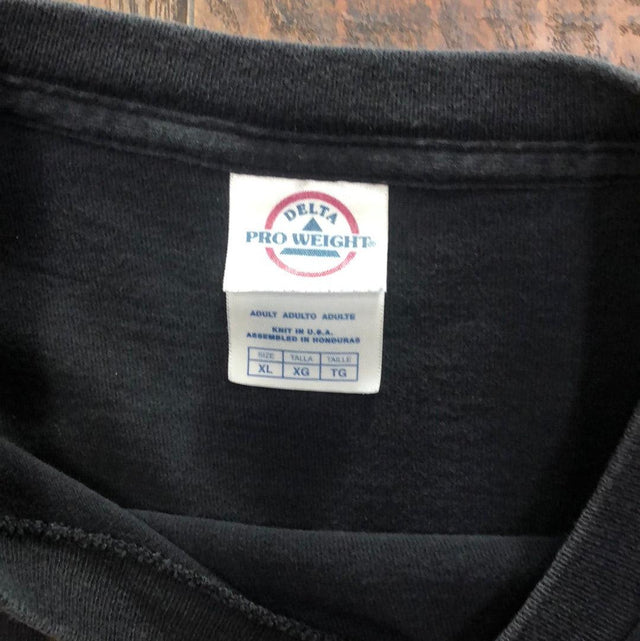 DELTA
PRO WEIGHT®
ADULT ADULTO ADULTE
KNIT IN U.S.A.
ASSEMBLED IN HONDURAS
SIZE TALLA TAILLE
XL XG TG